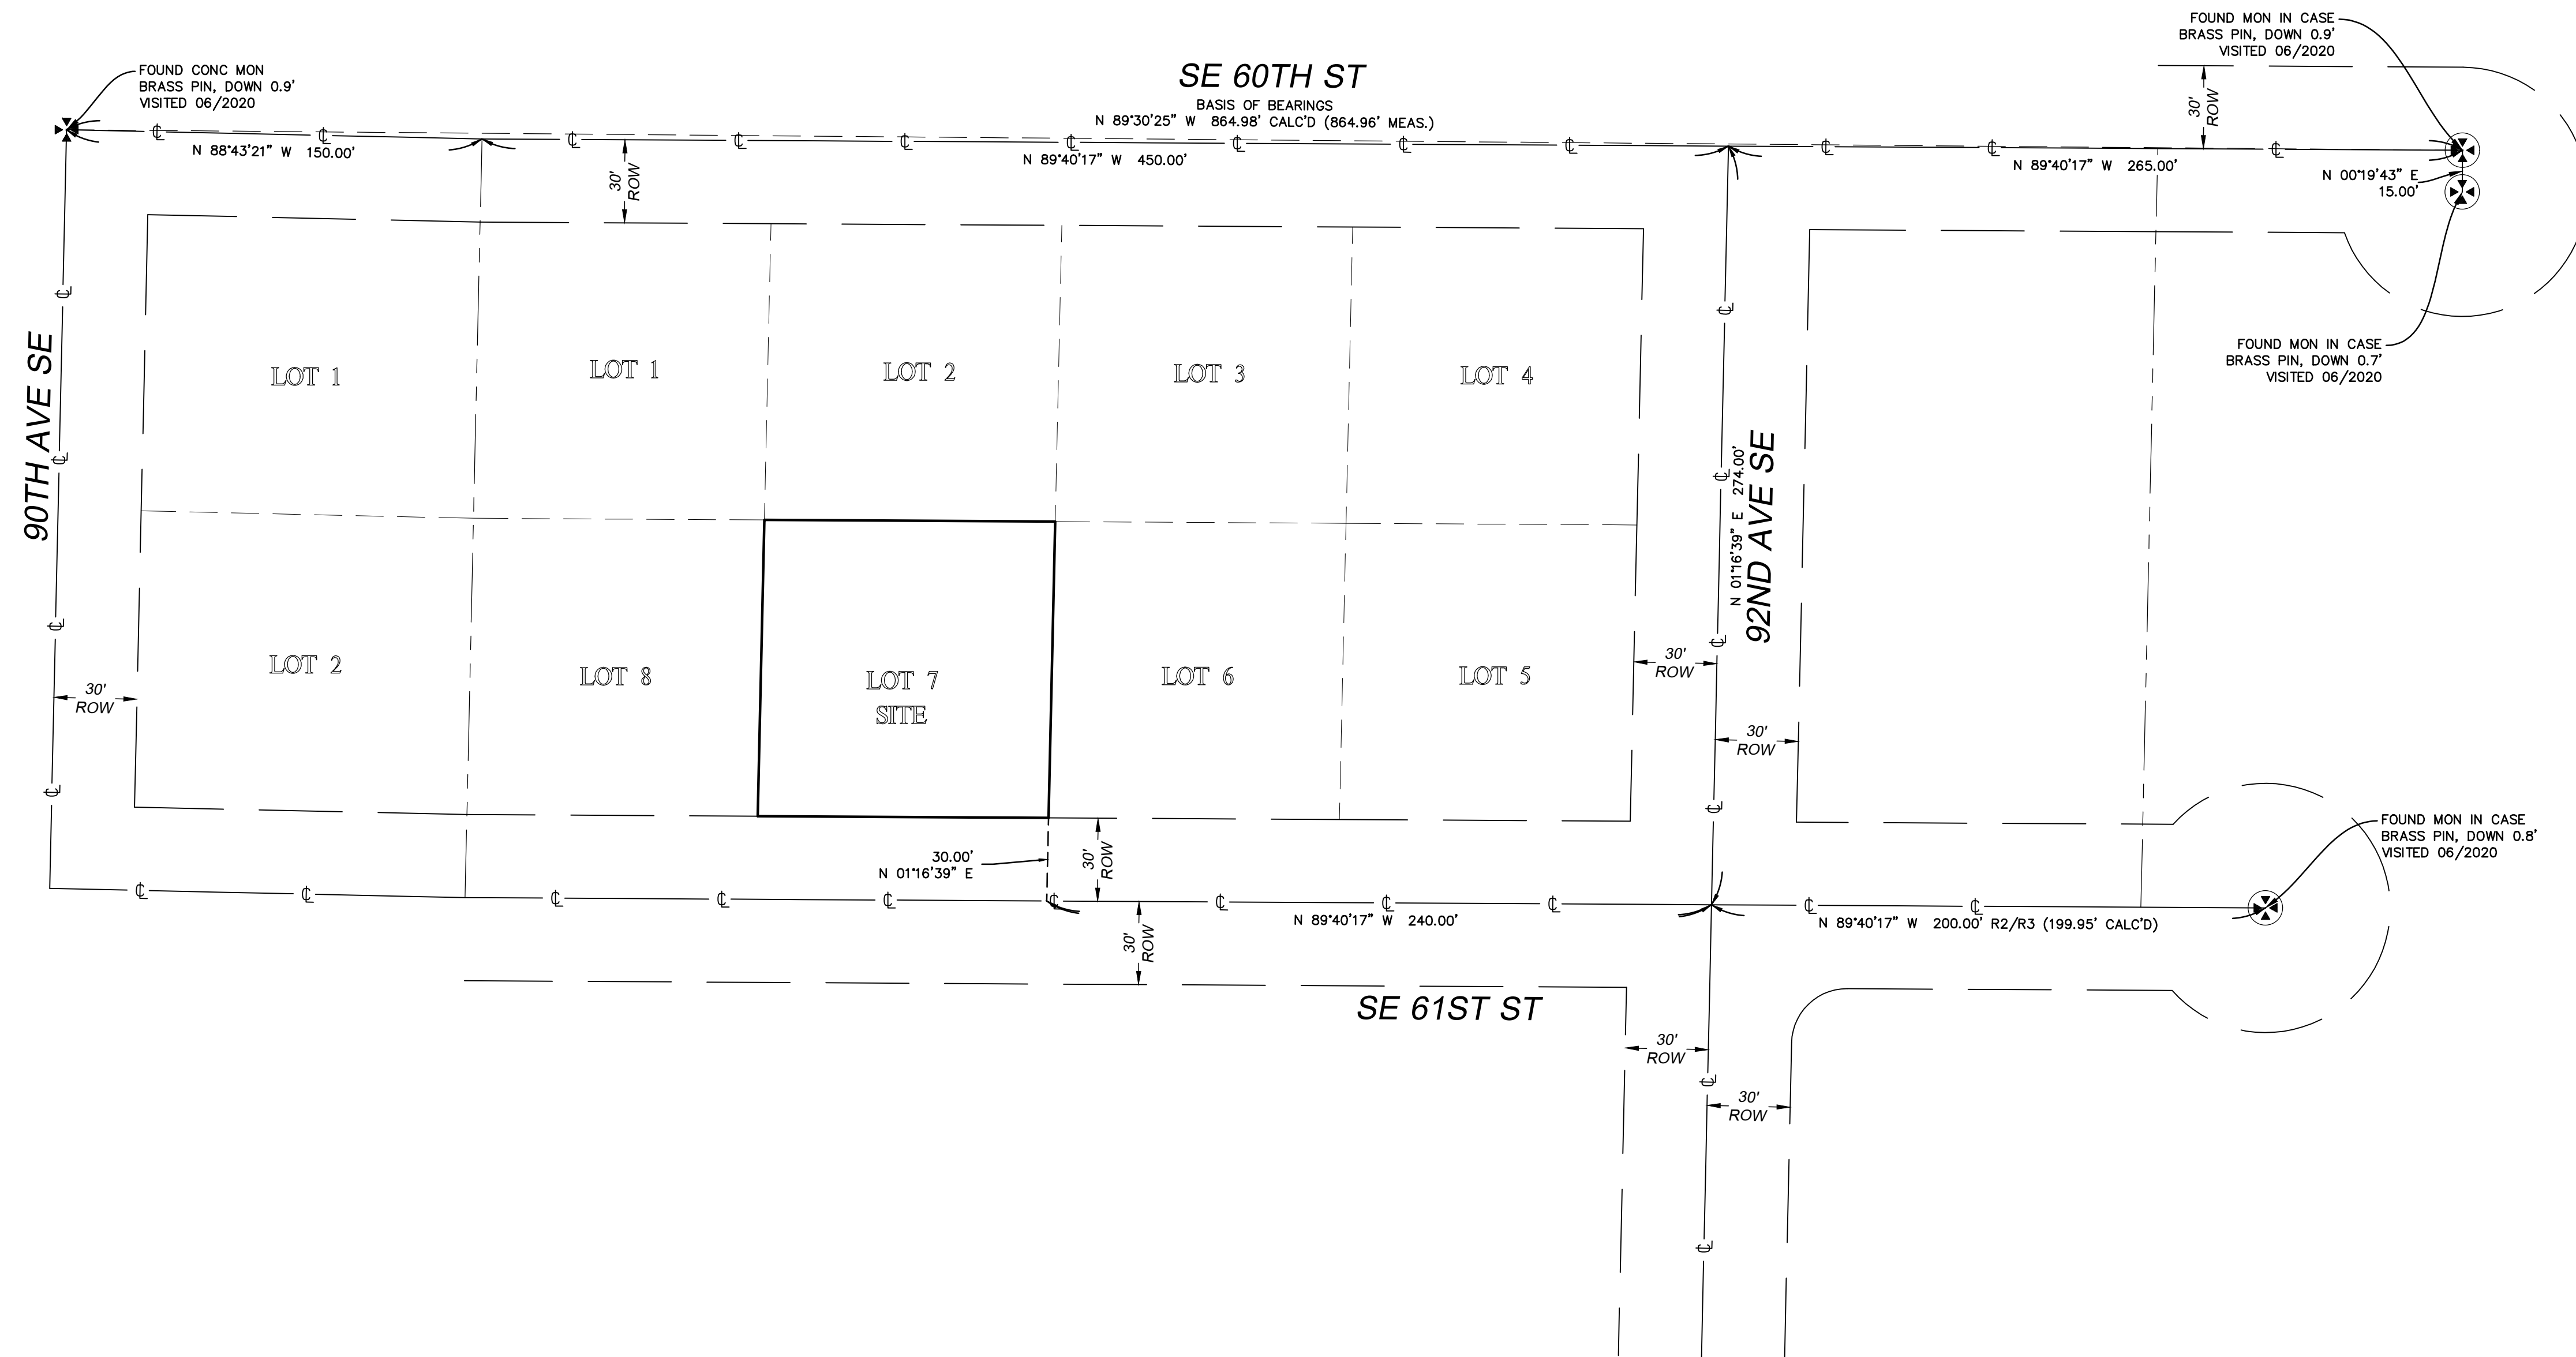 FOUND MON IN CASE
BRASS PIN, DOWN 0.9'
VISITED 06/2020
FOUND CONC MON
BRASS PIN, DOWN 0.9'
VISITED 06/2020
SE 60TH ST
BASIS OF BEARINGS
N 89°30'25" W 864.98' CALC'D (864.96' MEAS.)
30'
ROW
N 88°43'21" W 150.00'
N 89°40'17" W 450.00'
N 89°40'17" W 265.00'
N 00°19'43" E
15.00'
30'
ROW
FOUND MON IN CASE
BRASS PIN, DOWN 0.7'
VISITED 06/2020
90TH AVE SE
LOT 1
LOT 1
LOT 2
LOT 3
LOT 4
N 01°16'39" E 274.00'
92ND AVE SE
LOT 2
LOT 8
LOT 7
SITE
LOT 6
LOT 5
30'
ROW
30'
ROW
30'
ROW
FOUND MON IN CASE
BRASS PIN, DOWN 0.8'
VISITED 06/2020
30.00'
N 01°16'39" E
30'
ROW
N 89°40'17" W 240.00'
N 89°40'17" W 200.00' R2/R3 (199.95' CALC'D)
30'
ROW
SE 61ST ST
30'
ROW
30'
ROW